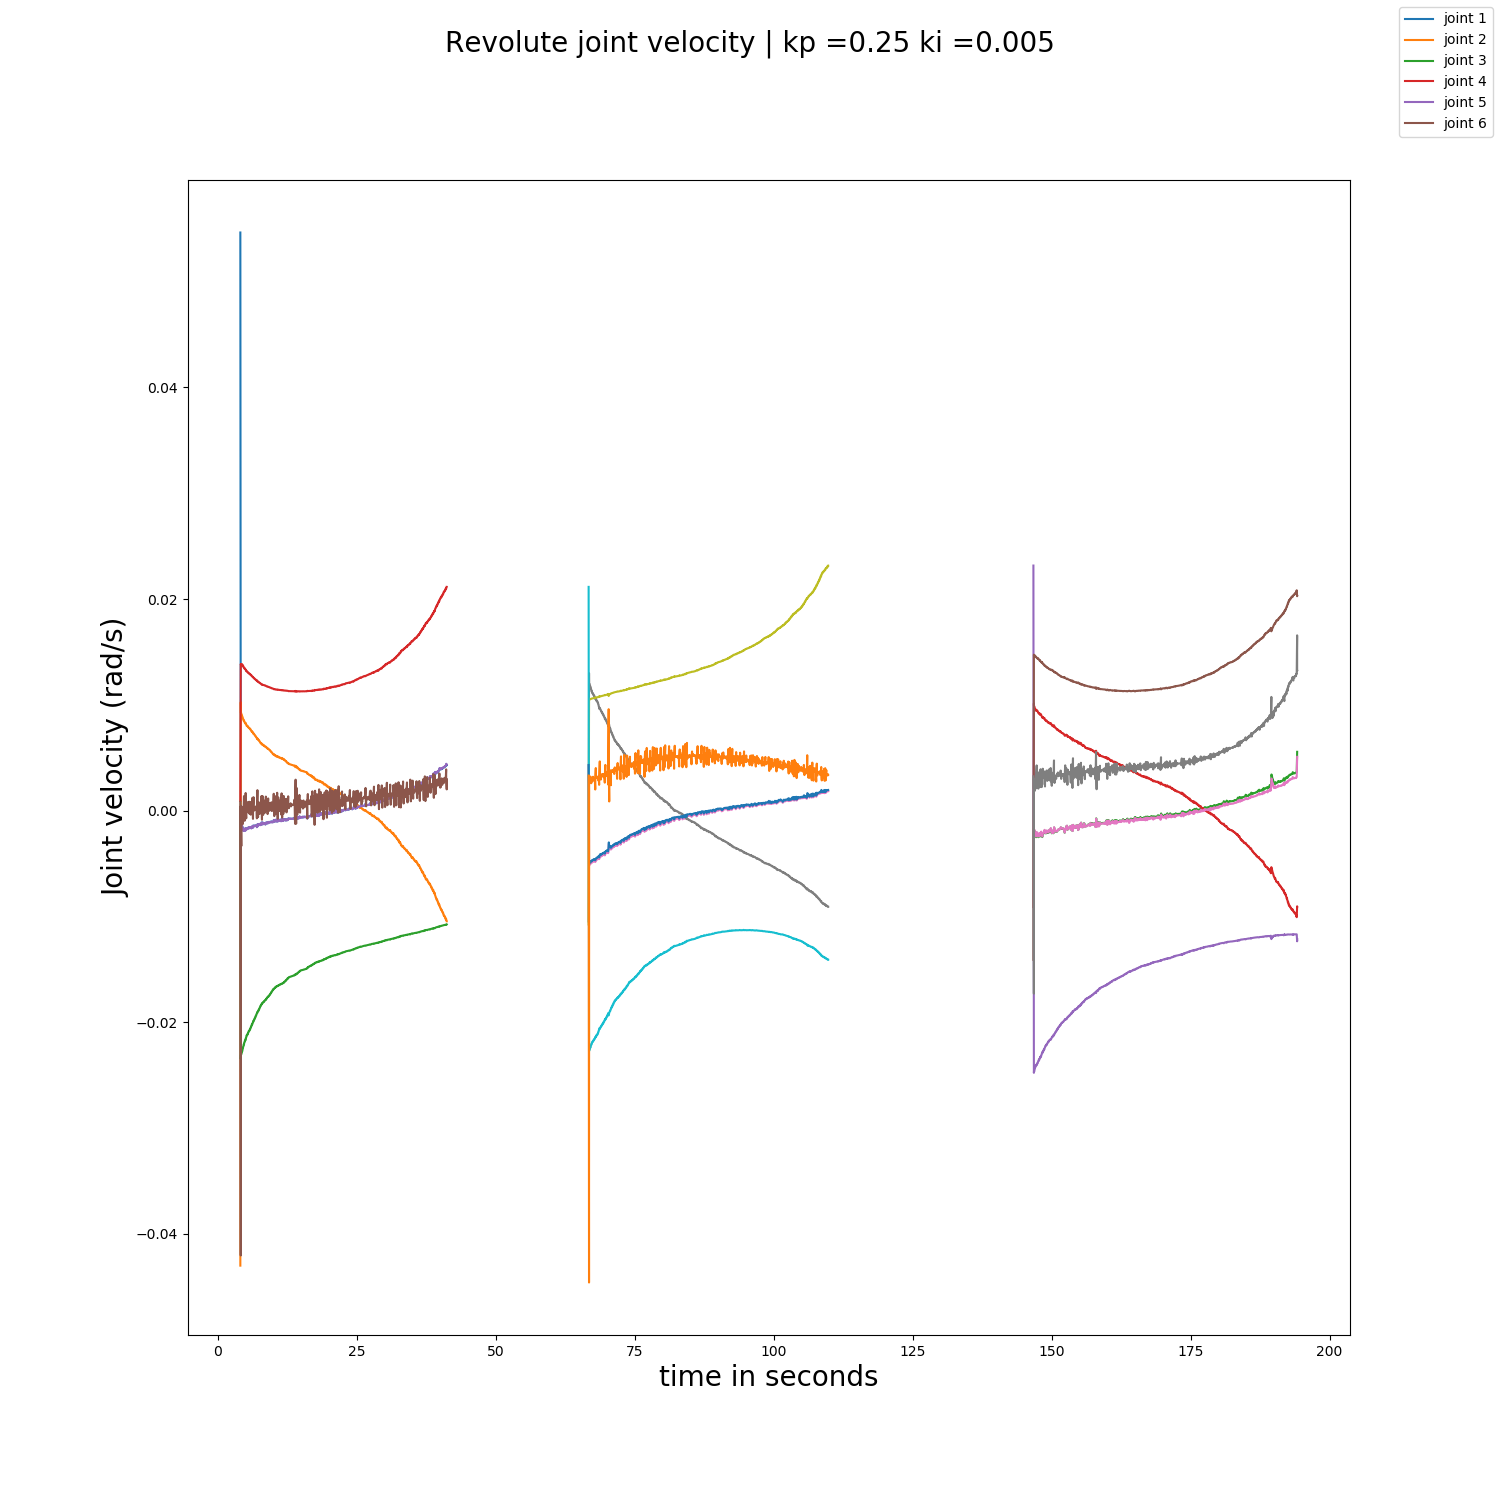 Revolute joint velocity | kp =0.25 ki =0.005
joint 1
joint 2
joint 3
joint 4
joint 5
joint 6
Joint velocity (rad/s)
0.04
0.02
0.00
−0.02
−0.04
0 25 50 75 100 125 150 175 200
time in seconds